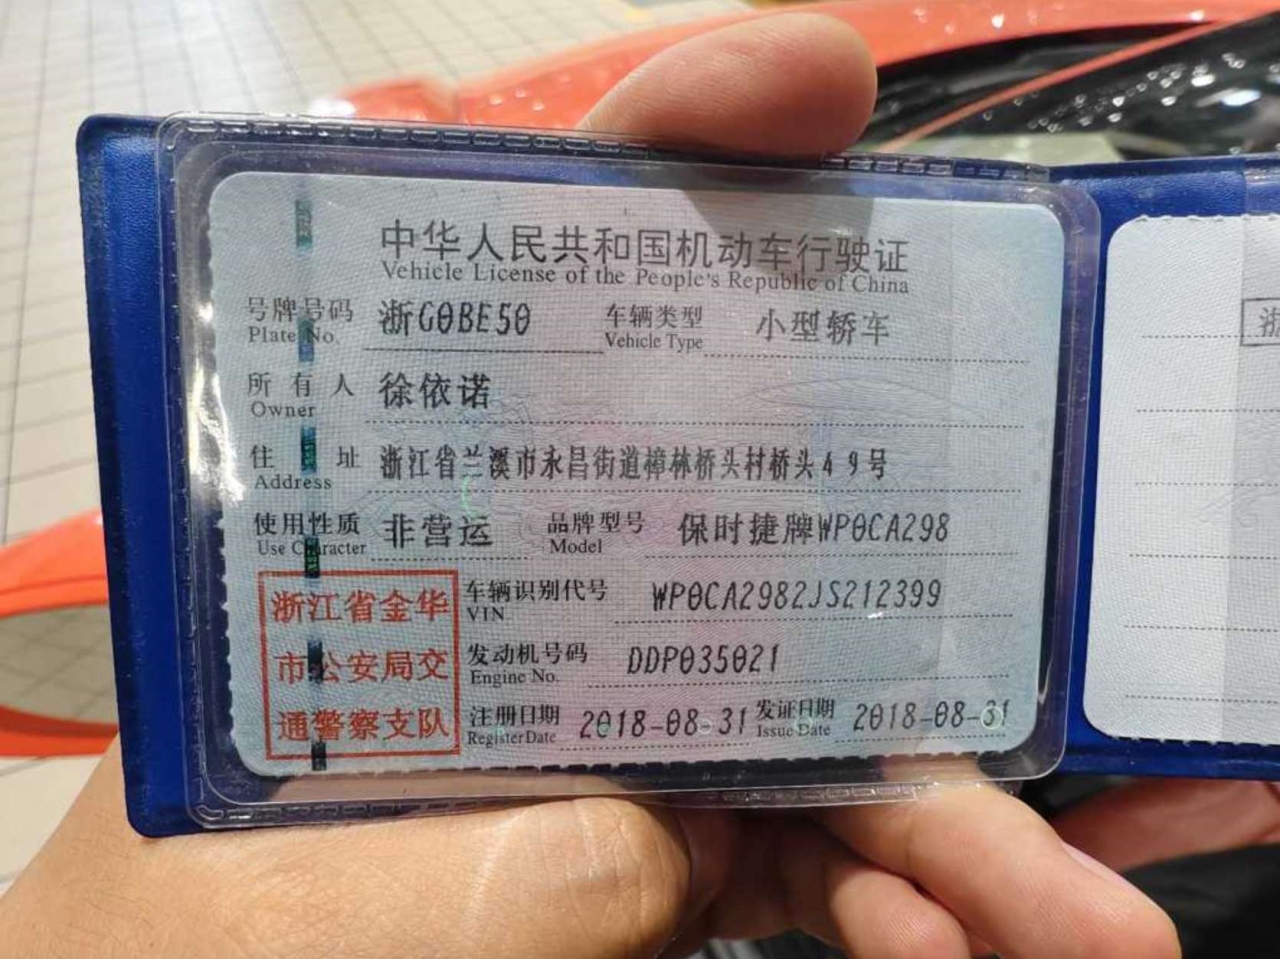 中华人民共和国机动车行驶证
Vehicle License of the People's Republic of China
号牌号码 浙G0BE50 车辆类型 小型轿车
Plate No. Vehicle Type
所有人 徐依诺
Owner
住址 浙江省兰溪市永昌街道樟林桥头村桥头49号
Address
使用性质 非营运 品牌型号 保时捷牌WP0CA298
Use Character Model
浙江省金华
市公安局交
通警察支队
车辆识别代号 WP0CA2982JS212399
VIN
发动机号码 DDP035021
Engine No.
注册日期 2018-08-31 发证日期 2018-08-31
Register Date Issue Date
浙